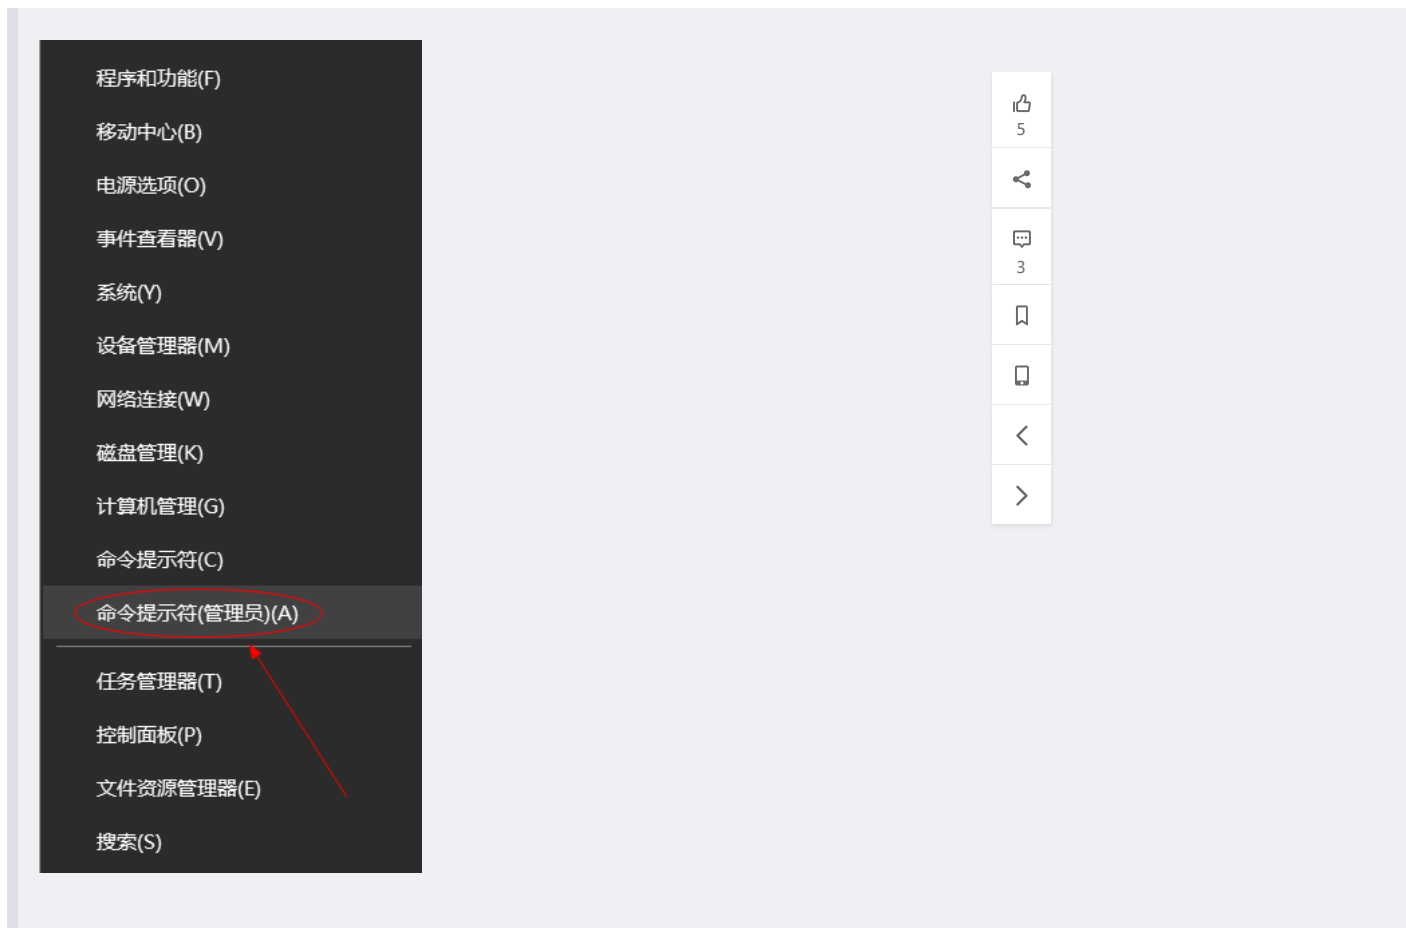 程序和功能(F)
移动中心(B)
电源选项(O)
事件查看器(V)
系统(Y)
设备管理器(M)
网络连接(W)
磁盘管理(K)
计算机管理(G)
命令提示符(C)
命令提示符(管理员)(A)
任务管理器(T)
控制面板(P)
文件资源管理器(E)
搜索(S)
5
3